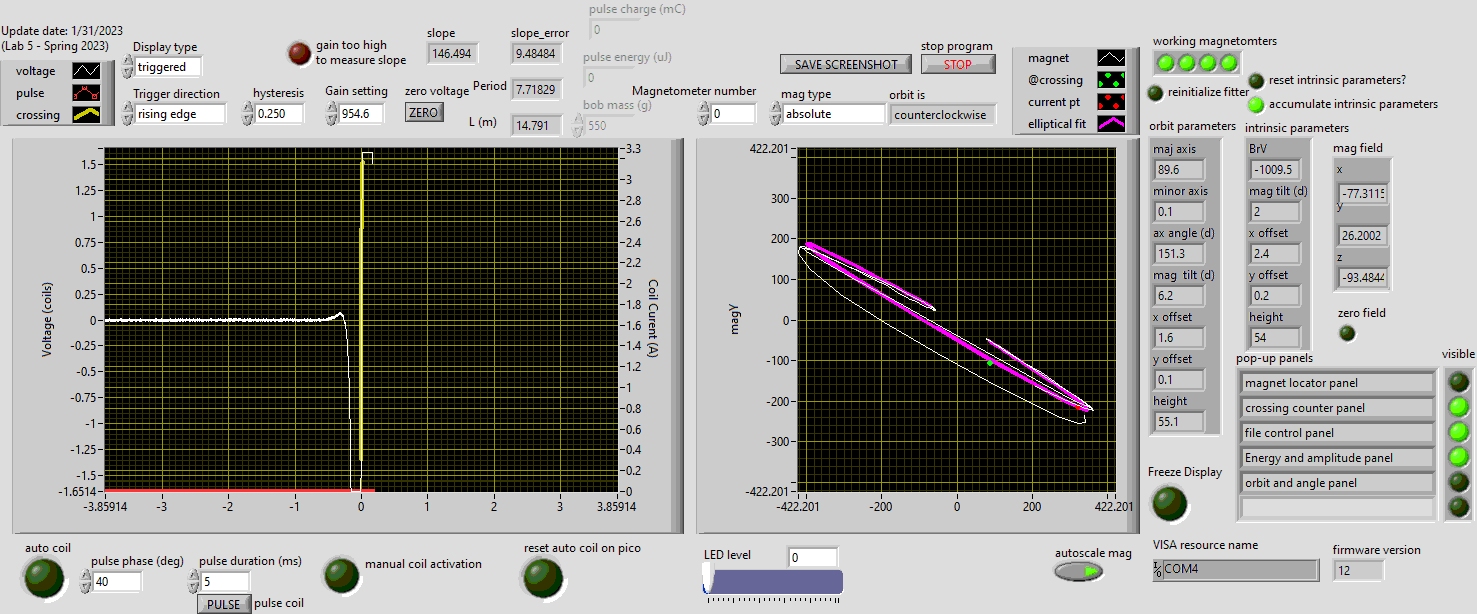 Update date: 1/31/2023
(Lab 5 - Spring 2023)
voltage
pulse
crossing
Display type
triggered
Trigger direction
rising edge
gain too high
to measure slope
hysteresis
0.250
Gain setting
954.6
zero voltage
ZERO
slope
146.494
slope_error
9.48484
Period
7.71829
L (m)
14.791
pulse charge (mC)
0
pulse energy (uJ)
0
bob mass (g)
550
Magnetometer number
0
SAVE SCREENSHOT
stop program
STOP
mag type
absolute
orbit is
counterclockwise
magnet
@crossing
current pt
elliptical fit
working magnetomters
reinitialize fitter
reset intrinsic parameters?
accumulate intrinsic parameters
orbit parameters
maj axis
89.6
minor axis
0.1
ax angle (d)
151.3
mag tilt (d)
6.2
x offset
1.6
y offset
0.1
height
55.1
intrinsic parameters
BrV
-1009.5
mag tilt (d)
2
x offset
2.4
y offset
0.2
height
54
mag field
x
-77.3115
y
26.2002
z
-93.4844
zero field
pop-up panels
visible
magnet locator panel
crossing counter panel
file control panel
Energy and amplitude panel
orbit and angle panel
Freeze Display
Voltage (coils)
1.5
1.25
1
0.75
0.5
0.25
0
-0.25
-0.5
-0.75
-1
-1.25
-1.5
-1.6514
-3.85914
-3
-2
-1
0
1
2
3
3.85914
3.3
3
2.8
2.6
2.4
2.2
2
1.8
1.6
1.4
1.2
1
0.8
0.6
0.4
0.2
0
Coil Curent (A)
magy
422.201
300
200
100
0
-100
-200
-300
-422.201
-422.201
-200
0
200
422.201
auto coil
pulse phase (deg)
40
pulse duration (ms)
5
PULSE
pulse coil
manual coil activation
reset auto coil on pico
LED level
0
autoscale mag
VISA resource name
COM4
firmware version
12